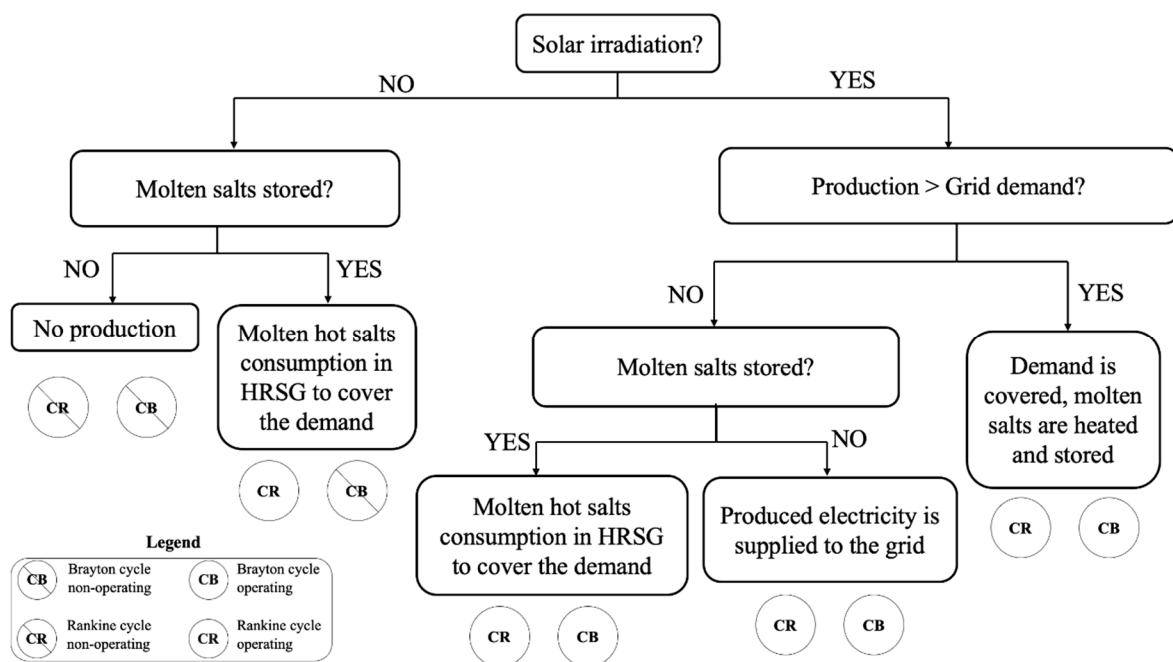 Solar irradiation?
NO
YES
Molten salts stored?
Production > Grid demand?
NO
YES
NO
YES
No production
Molten hot salts
consumption in
HRSG to cover
the demand
Molten salts stored?
Demand is
covered, molten
salts are heated
and stored
CR
CB
YES
NO
CR
CB
Molten hot salts
consumption in HRSG
to cover the demand
Produced electricity is
supplied to the grid
CR
CB
Legend
CB
Brayton cycle
non-operating
CB
Brayton cycle
operating
CR
Rankine cycle
non-operating
CR
Rankine cycle
operating
CR
CB
CR
CB